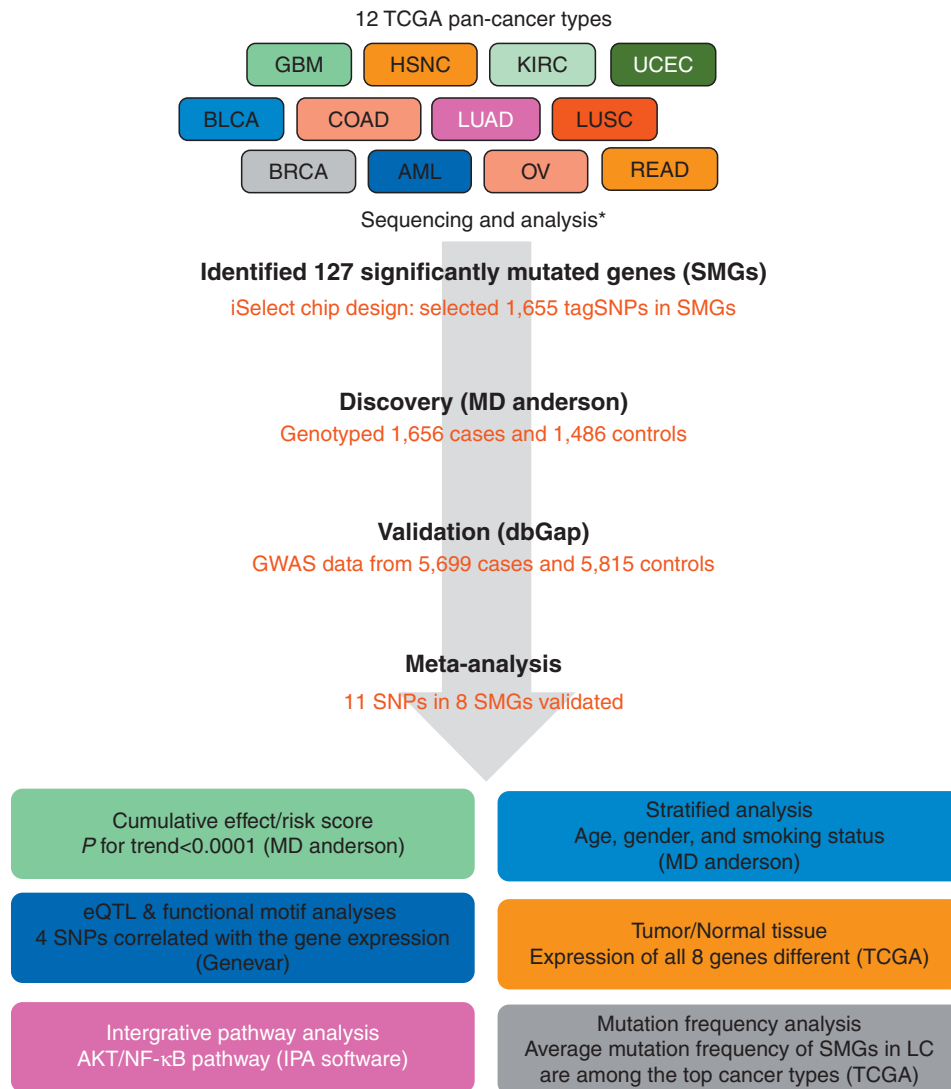 12 TCGA pan-cancer types
GBM HSNC KIRC UCEC
BLCA COAD LUAD LUSC
BRCA AML OV READ
Sequencing and analysis*
Identified 127 significantly mutated genes (SMGs)
iSelect chip design: selected 1,655 tagSNPs in SMGs
Discovery (MD anderson)
Genotyped 1,656 cases and 1,486 controls
Validation (dbGap)
GWAS data from 5,699 cases and 5,815 controls
Meta-analysis
11 SNPs in 8 SMGs validated
Cumulative effect/risk score
P for trend<0.0001 (MD anderson)
Stratified analysis
Age, gender, and smoking status
(MD anderson)
eQTL & functional motif analyses
4 SNPs correlated with the gene expression
(Genevar)
Tumor/Normal tissue
Expression of all 8 genes different (TCGA)
Intergrative pathway analysis
AKT/NF-κB pathway (IPA software)
Mutation frequency analysis
Average mutation frequency of SMGs in LC
are among the top cancer types (TCGA)